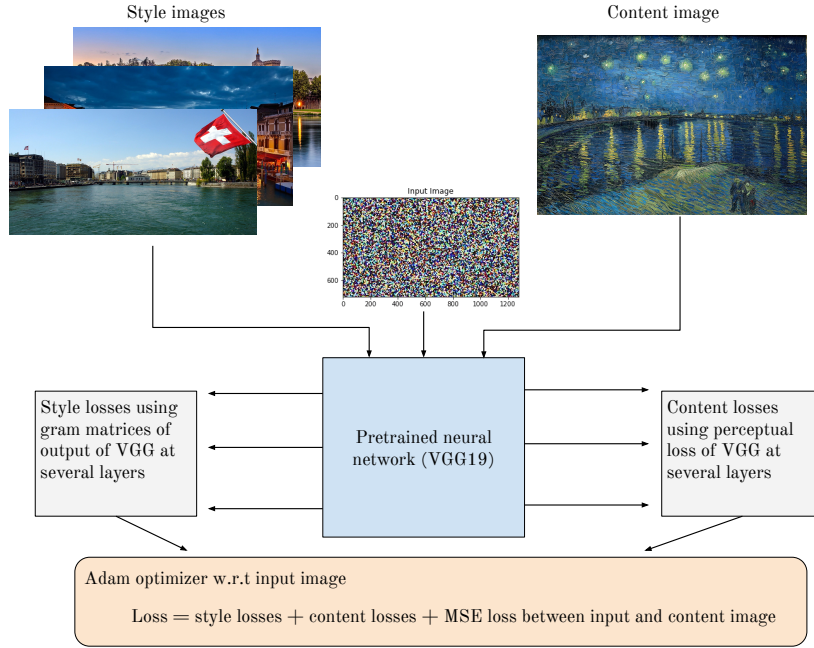 Style images
Content image
Input Image
0
200
400
600
0
200
400
600
800
1000
1200
Pretrained neural
network (VGG19)
Style losses using
gram matrices of
output of VGG at
several layers
Content losses
using perceptual
loss of VGG at
several layers
Adam optimizer w.r.t input image
Loss = style losses + content losses + MSE loss between input and content image